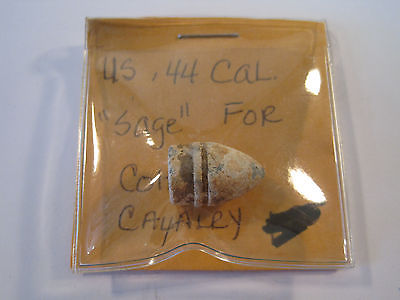 US .44 CAL.
"Sage" FOR
CAVALRY